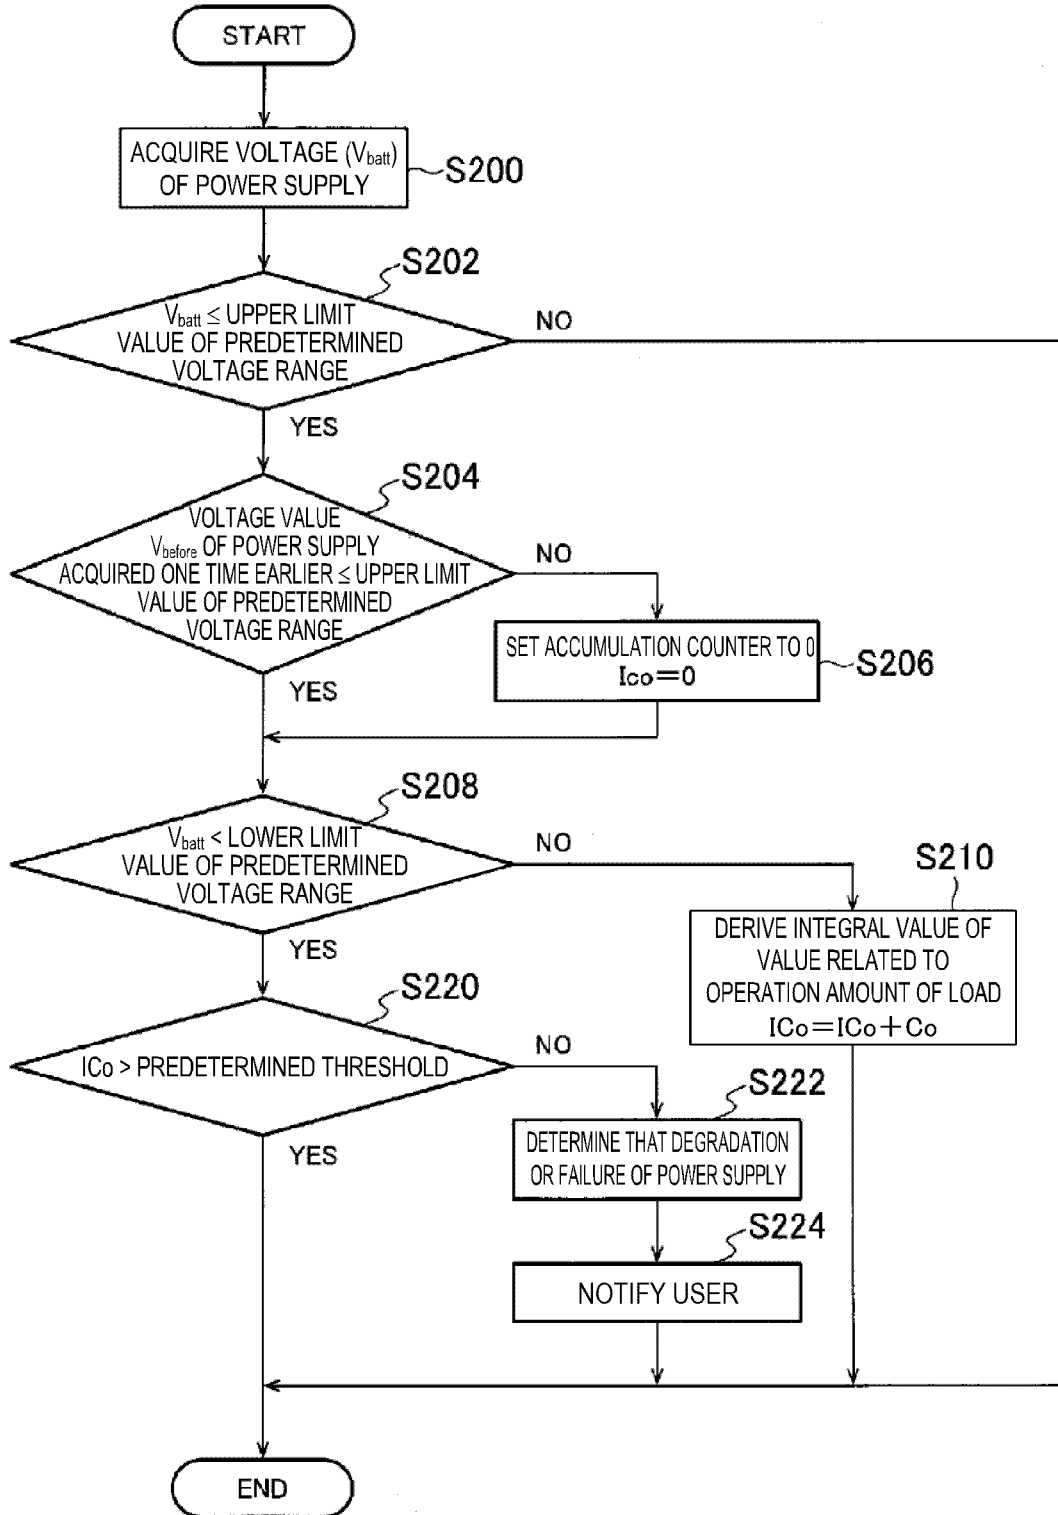 START
ACQUIRE VOLTAGE (Vbatt)
OF POWER SUPPLY
S200
S202
Vbatt ≤ UPPER LIMIT
VALUE OF PREDETERMINED
VOLTAGE RANGE
NO
YES
S204
VOLTAGE VALUE
Vbefore OF POWER SUPPLY
ACQUIRED ONE TIME EARLIER ≤ UPPER LIMIT
VALUE OF PREDETERMINED
VOLTAGE RANGE
NO
YES
SET ACCUMULATION COUNTER TO 0
Ico=0
S206
S208
Vbatt < LOWER LIMIT
VALUE OF PREDETERMINED
VOLTAGE RANGE
NO
YES
S210
DERIVE INTEGRAL VALUE OF
VALUE RELATED TO
OPERATION AMOUNT OF LOAD
ICo=ICo+Co
S220
ICo > PREDETERMINED THRESHOLD
NO
YES
S222
DETERMINE THAT DEGRADATION
OR FAILURE OF POWER SUPPLY
S224
NOTIFY USER
END